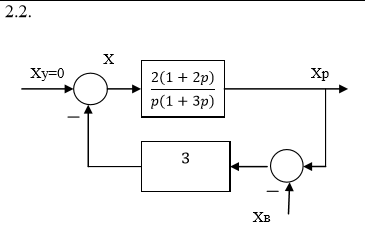 2.2.
X
Xy=0
2(1 + 2p)
p(1 + 3p)
Xp
−
3
−
Xв